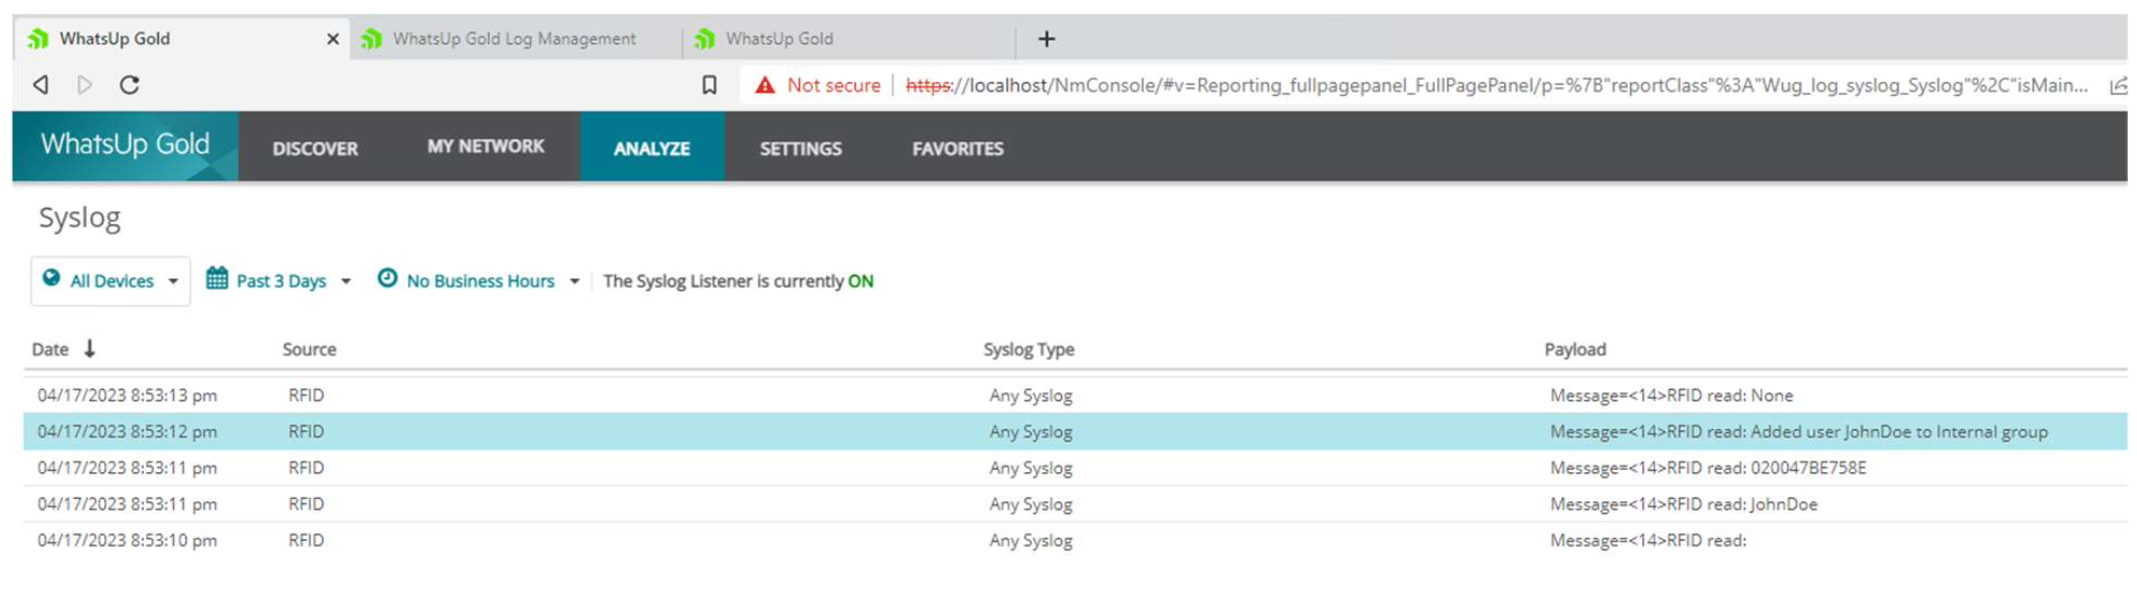 WhatsUp Gold × WhatsUp Gold Log Management WhatsUp Gold +
Not secure https://localhost/NmConsole/#v=Reporting_fullpagepanel_FullPagePanel/p=%7B"reportClass"%3A"Wug_log_syslog_Syslog"%2C"isMain...
WhatsUp Gold DISCOVER MY NETWORK ANALYZE SETTINGS FAVORITES
Syslog
All Devices Past 3 Days No Business Hours The Syslog Listener is currently ON
Date Source Syslog Type Payload
04/17/2023 8:53:13 pm RFID Any Syslog Message=<14>RFID read: None
04/17/2023 8:53:12 pm RFID Any Syslog Message=<14>RFID read: Added user JohnDoe to Internal group
04/17/2023 8:53:11 pm RFID Any Syslog Message=<14>RFID read: 020047BE758E
04/17/2023 8:53:11 pm RFID Any Syslog Message=<14>RFID read: JohnDoe
04/17/2023 8:53:10 pm RFID Any Syslog Message=<14>RFID read: